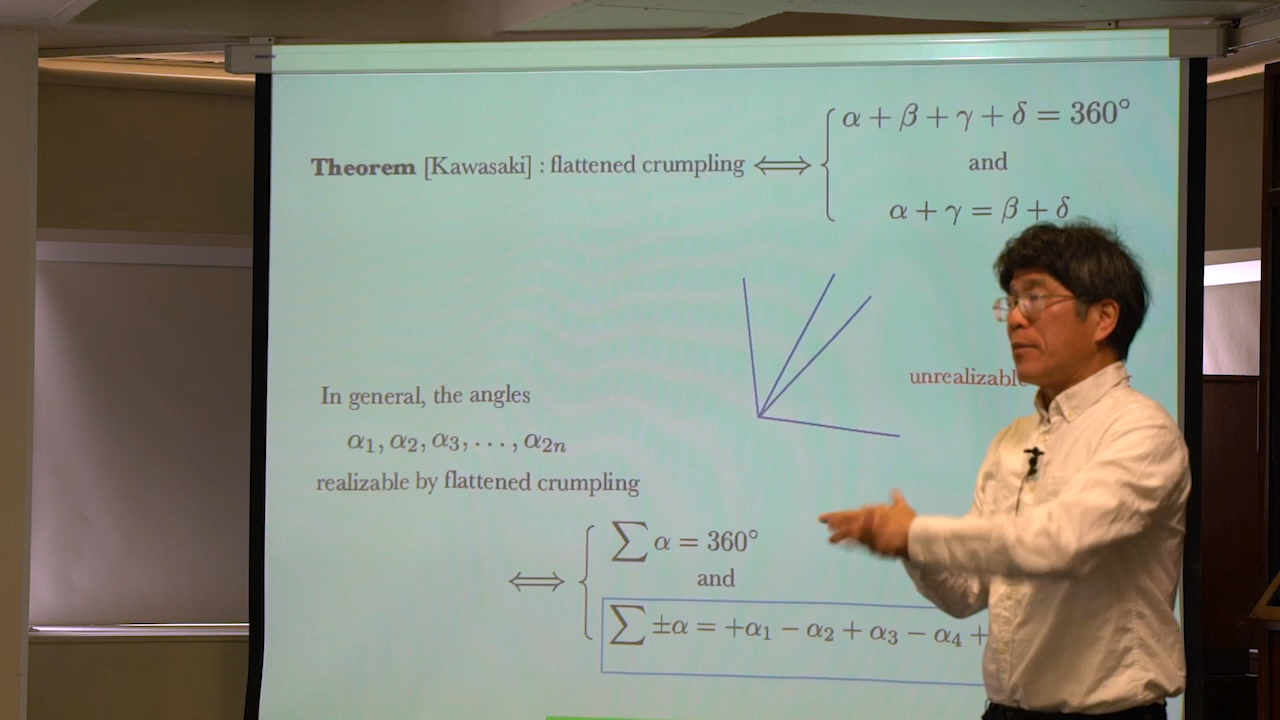 α + β + γ + δ = 360°
Theorem [Kawasaki] : flattened crumpling ⟺
and
α + γ = β + δ
In general, the angles
α₁, α₂, α₃, . . . , α₂ₙ
realizable by flattened crumpling
⟺
∑ α = 360°
and
∑ ±α = +α₁ − α₂ + α₃ − α₄ +